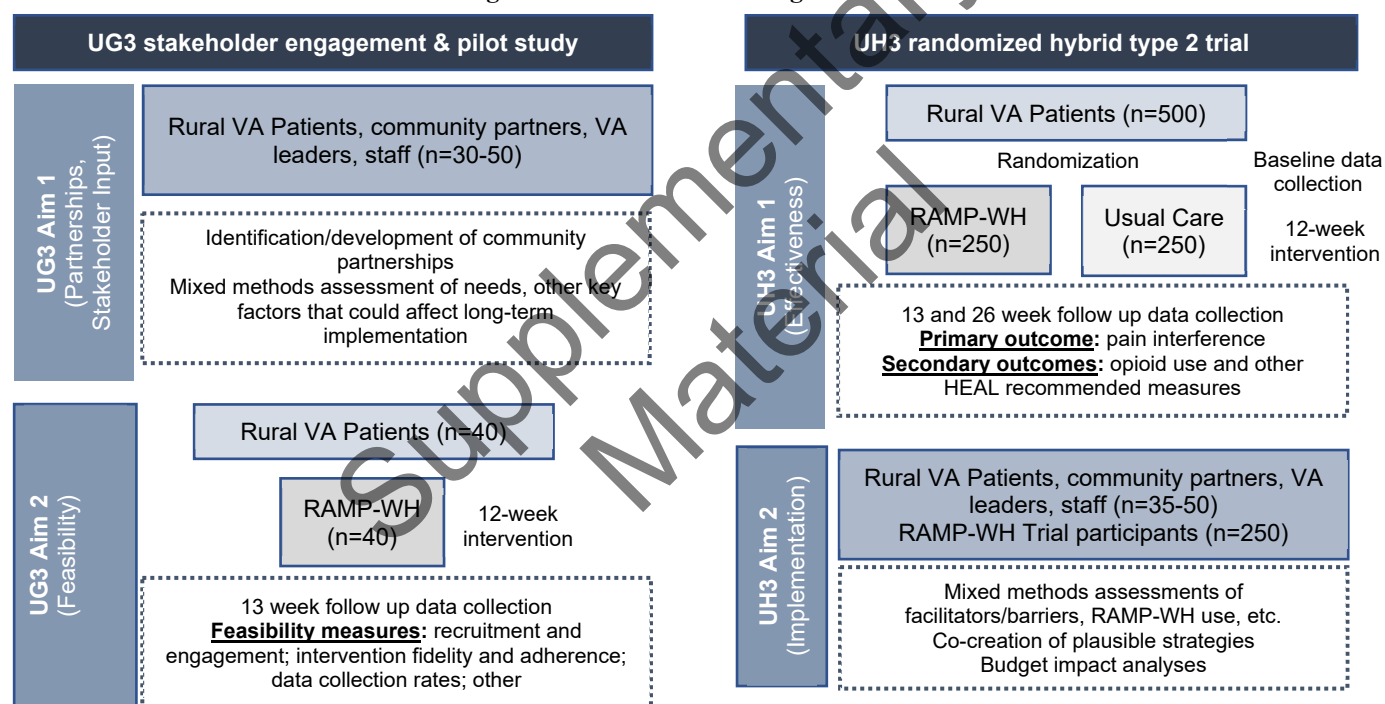 UG3 stakeholder engagement & pilot study
UG3 Aim 1
(Partnerships,
Stakeholder Input)
Rural VA Patients, community partners, VA
leaders, staff (n=30-50)
Identification/development of community
partnerships
Mixed methods assessment of needs, other key
factors that could affect long-term
implementation
UG3 Aim 2
(Feasibility)
Rural VA Patients (n=40)
RAMP-WH
(n=40)
12-week
intervention
13 week follow up data collection
Feasibility measures: recruitment and
engagement; intervention fidelity and adherence;
data collection rates; other
UH3 randomized hybrid type 2 trial
UH3 Aim 1
(Effectiveness)
Rural VA Patients (n=500)
Randomization
Baseline data
collection
RAMP-WH
(n=250)
Usual Care
(n=250)
12-week
intervention
13 and 26 week follow up data collection
Primary outcome: pain interference
Secondary outcomes: opioid use and other
HEAL recommended measures
UH3 Aim 2
(Implementation)
Rural VA Patients, community partners, VA
leaders, staff (n=35-50)
RAMP-WH Trial participants (n=250)
Mixed methods assessments of
facilitators/barriers, RAMP-WH use, etc.
Co-creation of plausible strategies
Budget impact analyses
Supplementary
Material